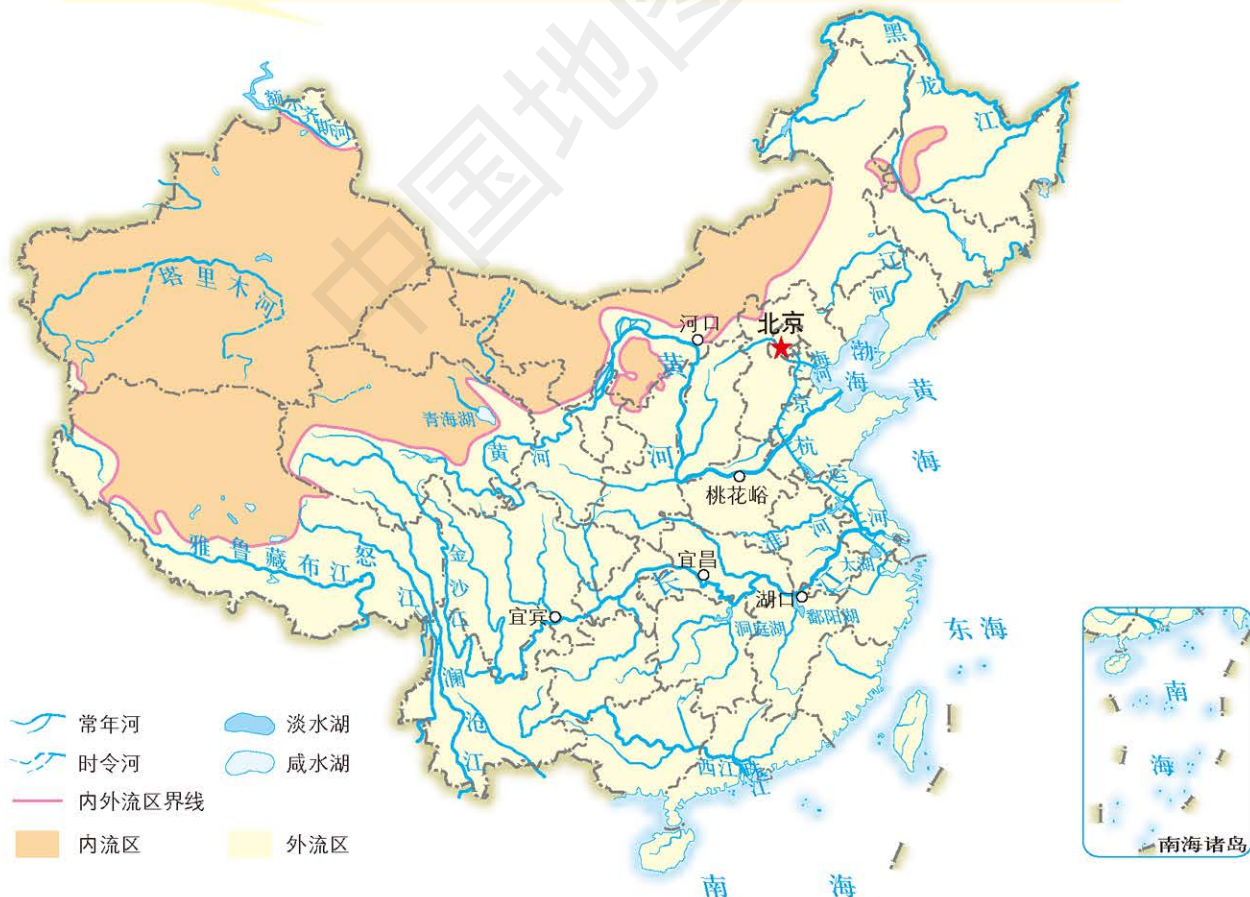 中国地图
黑龙江
额尔齐斯河
塔里木河
辽河
河口
北京
海河
渤海
黄海
京杭运河
黄河
青海湖
黄河
桃花峪
淮河
雅鲁藏布江
怒江
金沙江
宜昌
长江
太湖
湖口
宜宾
洞庭湖
鄱阳湖
东海
澜沧江
西江
珠江
南海
常年河
淡水湖
时令河
咸水湖
内外流区界线
内流区
外流区
南海
南海诸岛